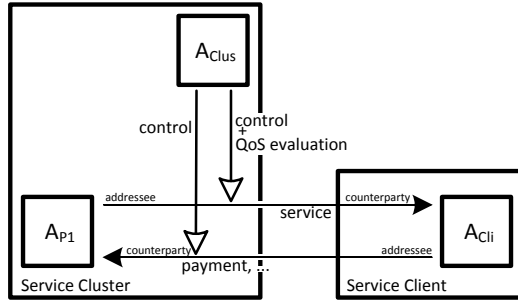 AClus
control
control
+
QoS evaluation
addressee
counterparty
service
AP1
ACli
counterparty
addressee
payment, ...
Service Cluster
Service Client